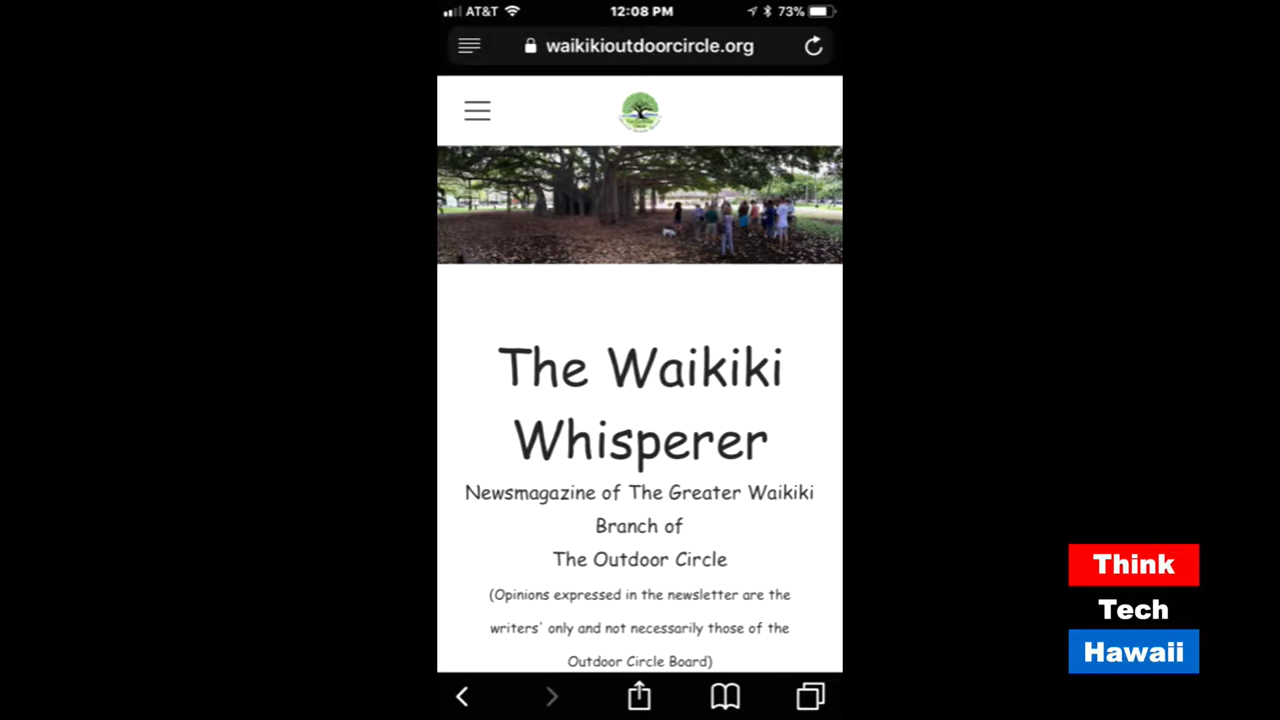 AT&T 12:08 PM 73%
waikikioutdoorcircle.org
The Waikiki
Whisperer
Newsmagazine of The Greater Waikiki
Branch of
The Outdoor Circle
(Opinions expressed in the newsletter are the
writers' only and not necessarily those of the
Outdoor Circle Board)
Think
Tech
Hawaii